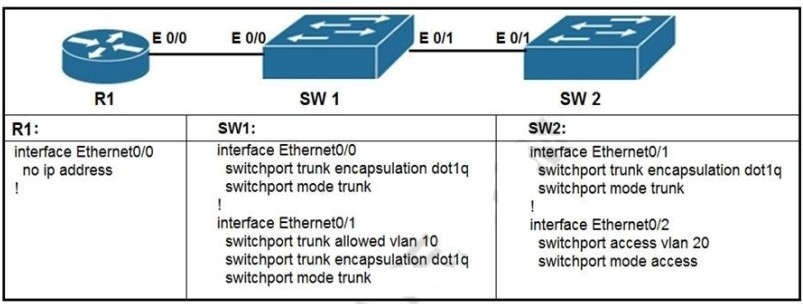 E 0/0 E 0/0 E 0/1 E 0/1
R1 SW 1 SW 2
R1:
interface Ethernet0/0
no ip address
!
SW1:
interface Ethernet0/0
switchport trunk encapsulation dot1q
switchport mode trunk
!
interface Ethernet0/1
switchport trunk allowed vlan 10
switchport trunk encapsulation dot1q
switchport mode trunk
SW2:
interface Ethernet0/1
switchport trunk encapsulation dot1q
switchport mode trunk
!
interface Ethernet0/2
switchport access vlan 20
switchport mode access